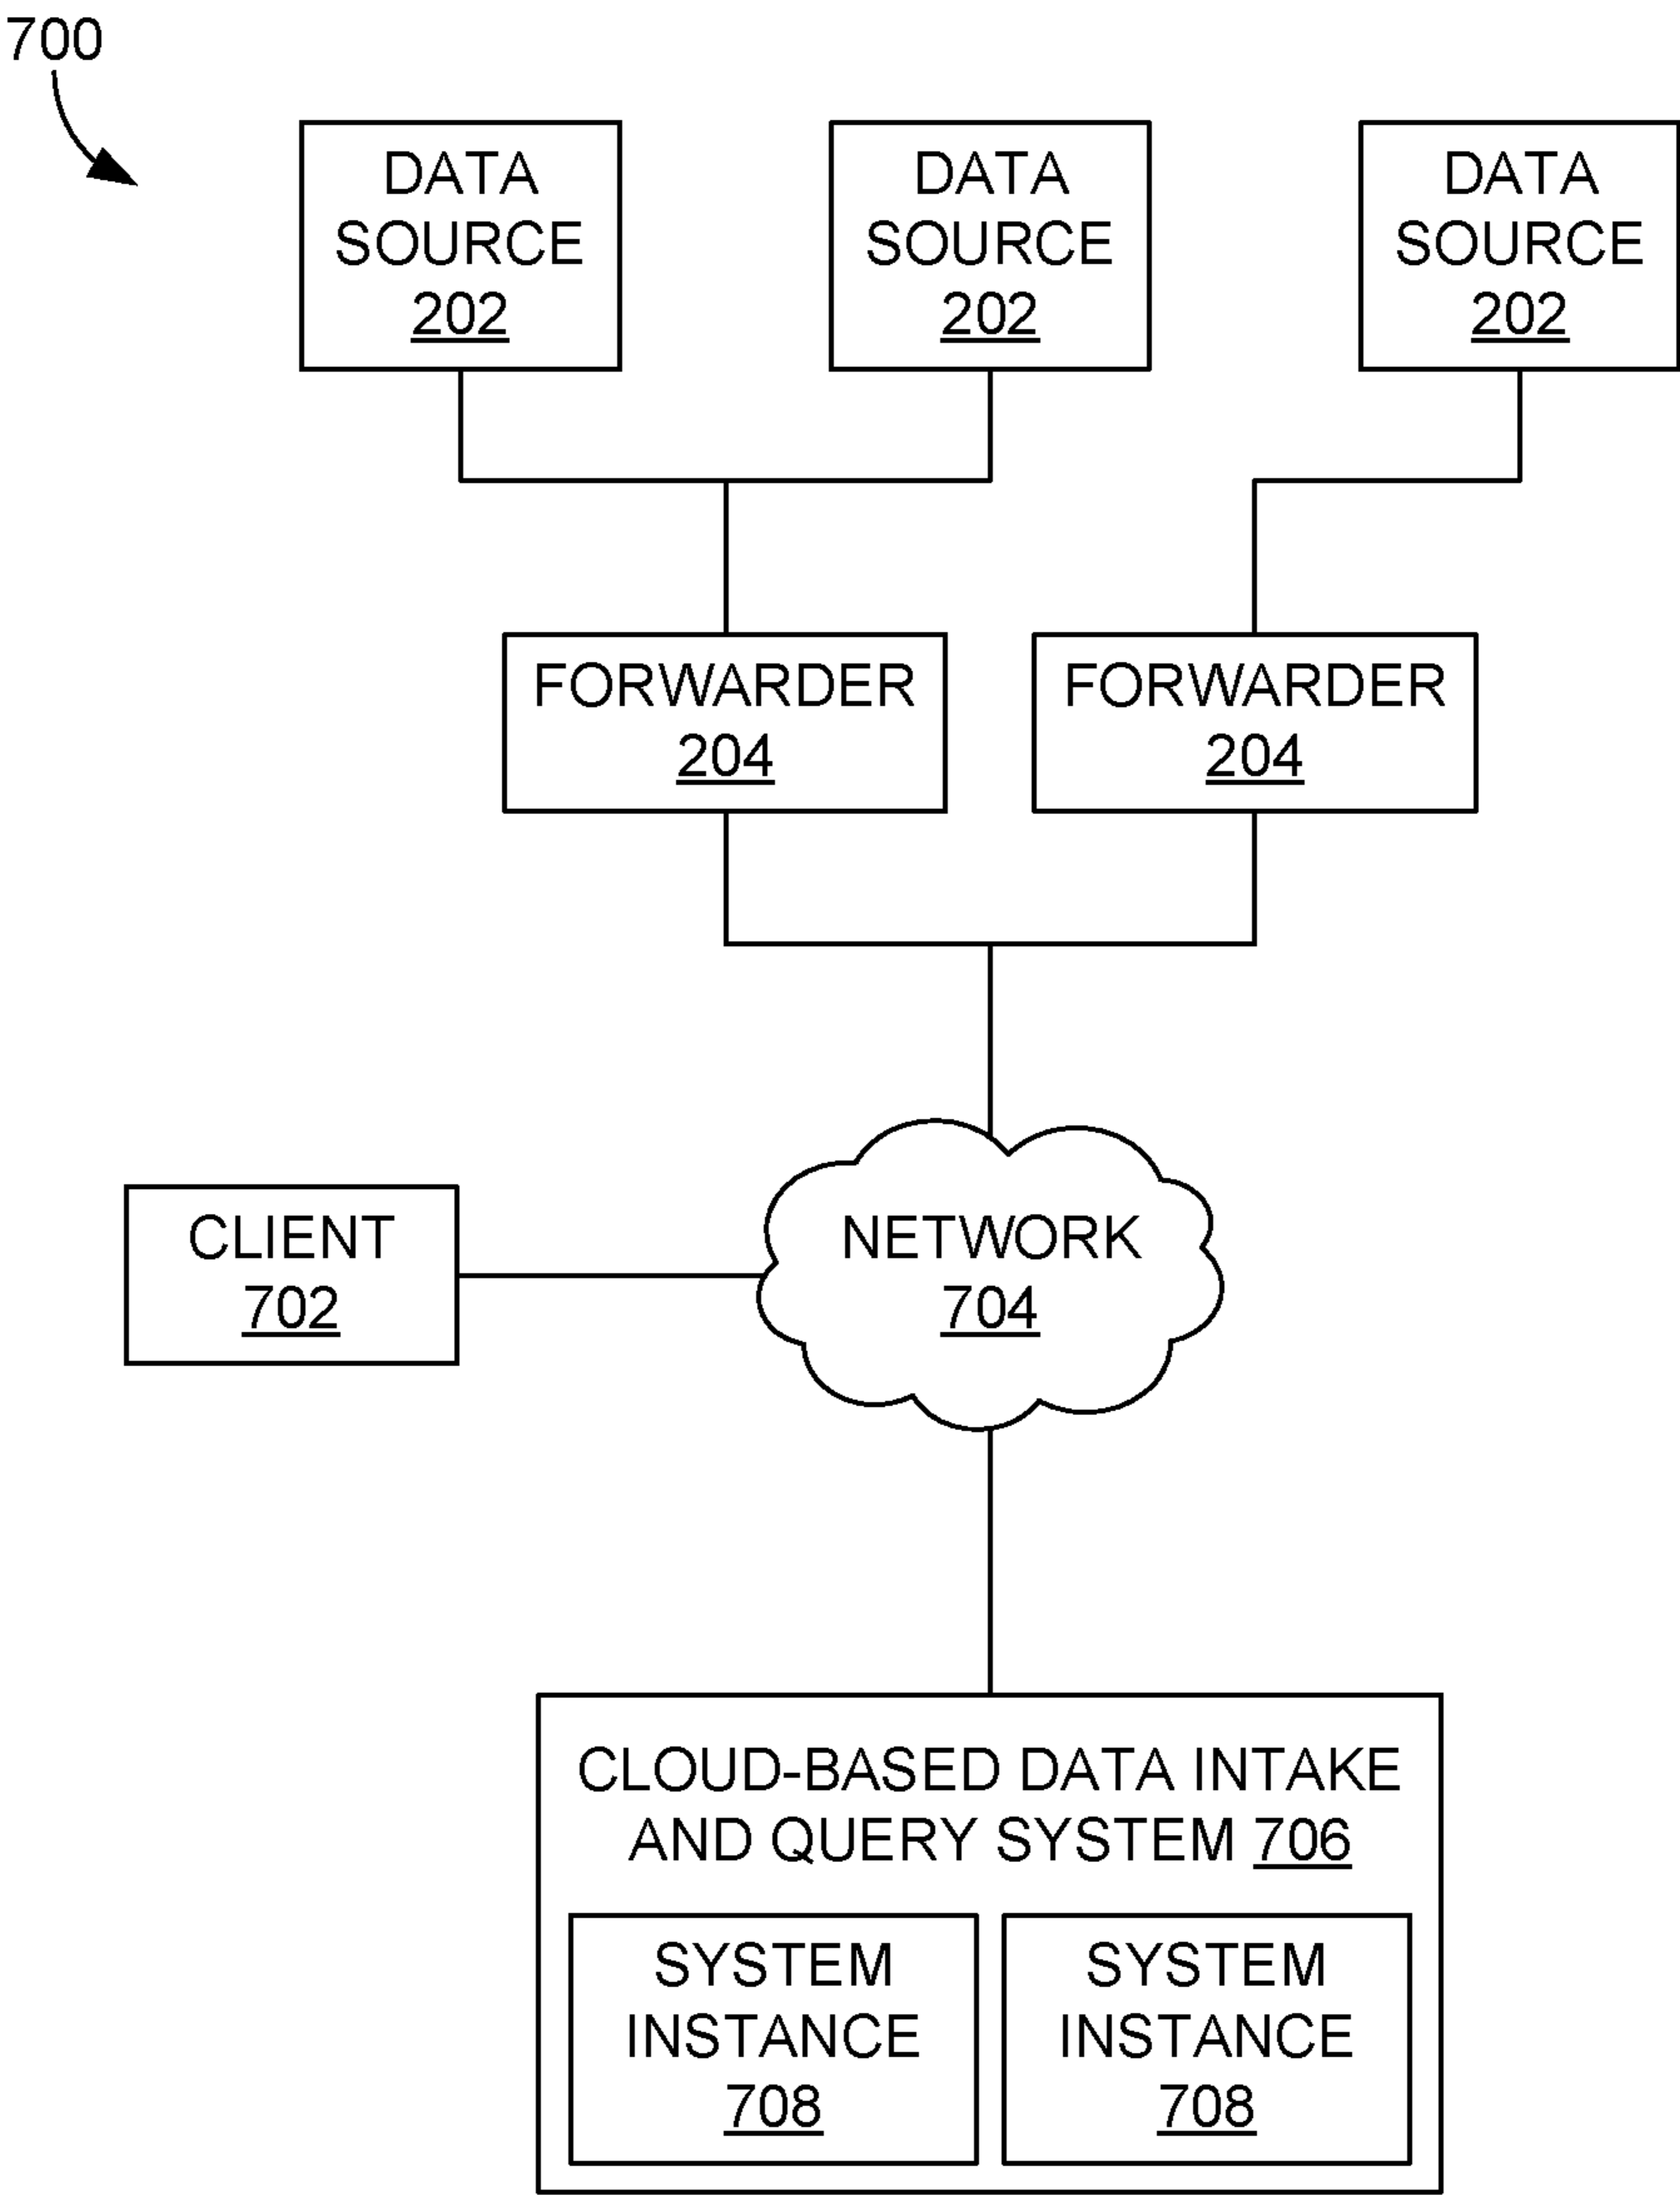 700
DATA
SOURCE
202
DATA
SOURCE
202
DATA
SOURCE
202
FORWARDER
204
FORWARDER
204
CLIENT
702
NETWORK
704
CLOUD-BASED DATA INTAKE
AND QUERY SYSTEM 706
SYSTEM
INSTANCE
708
SYSTEM
INSTANCE
708